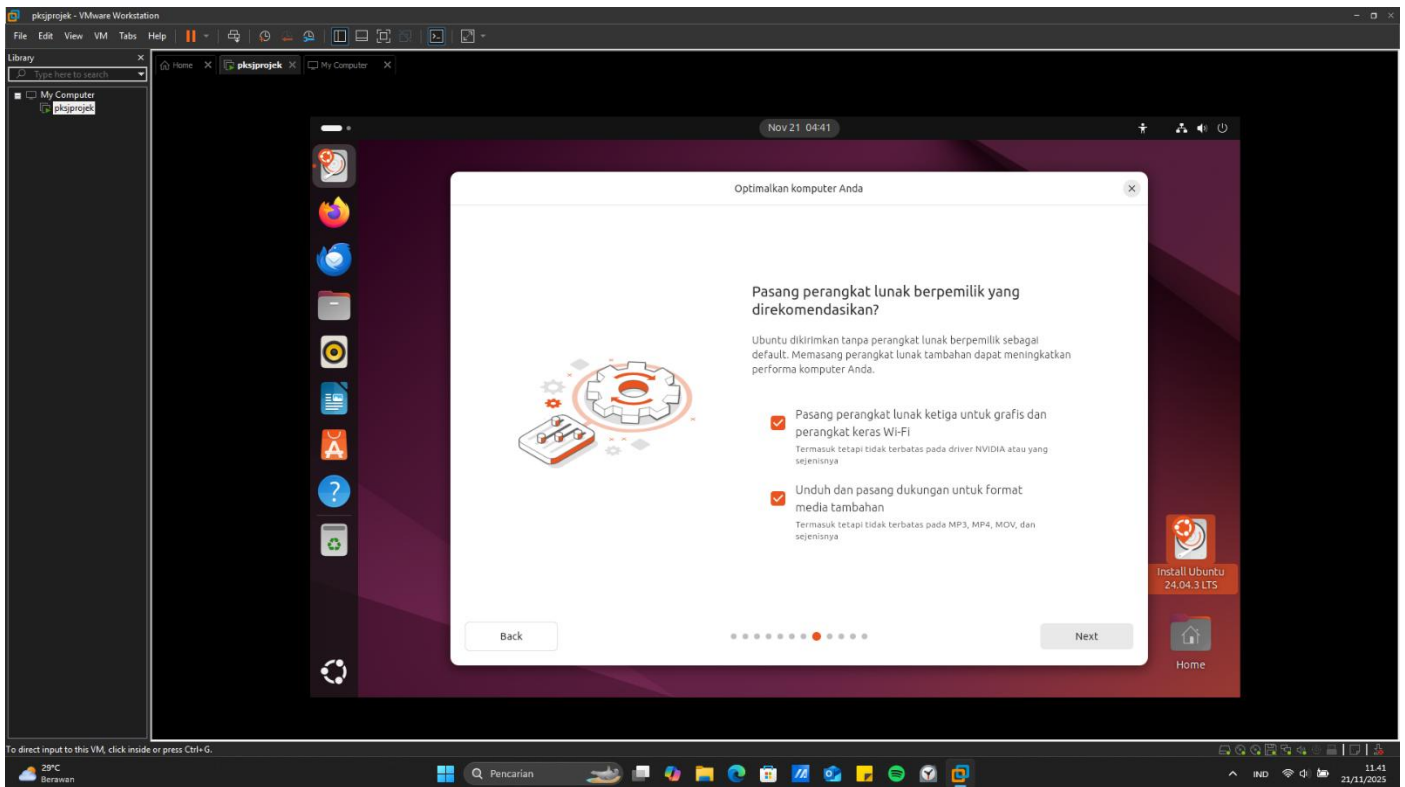 pksjprojek - VMware Workstation
File Edit View VM Tabs Help
Library
Type here to search
My Computer
pksjprojek
Home
pksjprojek
My Computer
Nov 21 04:41
Optimalkan komputer Anda
Pasang perangkat lunak berpemilik yang
direkomendasikan?
Ubuntu dikirimkan tanpa perangkat lunak berpemilik sebagai
default. Memasang perangkat lunak tambahan dapat meningkatkan
performa komputer Anda.
Pasang perangkat lunak ketiga untuk grafis dan
perangkat keras Wi-Fi
Termasuk tetapi tidak terbatas pada driver NVIDIA atau yang
sejenisnya
Unduh dan pasang dukungan untuk format
media tambahan
Termasuk tetapi tidak terbatas pada MP3, MP4, MOV, dan
sejenisnya
Back
Next
Install Ubuntu
24.04.3 LTS
Home
To direct input to this VM, click inside or press Ctrl+G.
29°C
Berawan
Pencarian
IND
11.41
21/11/2025